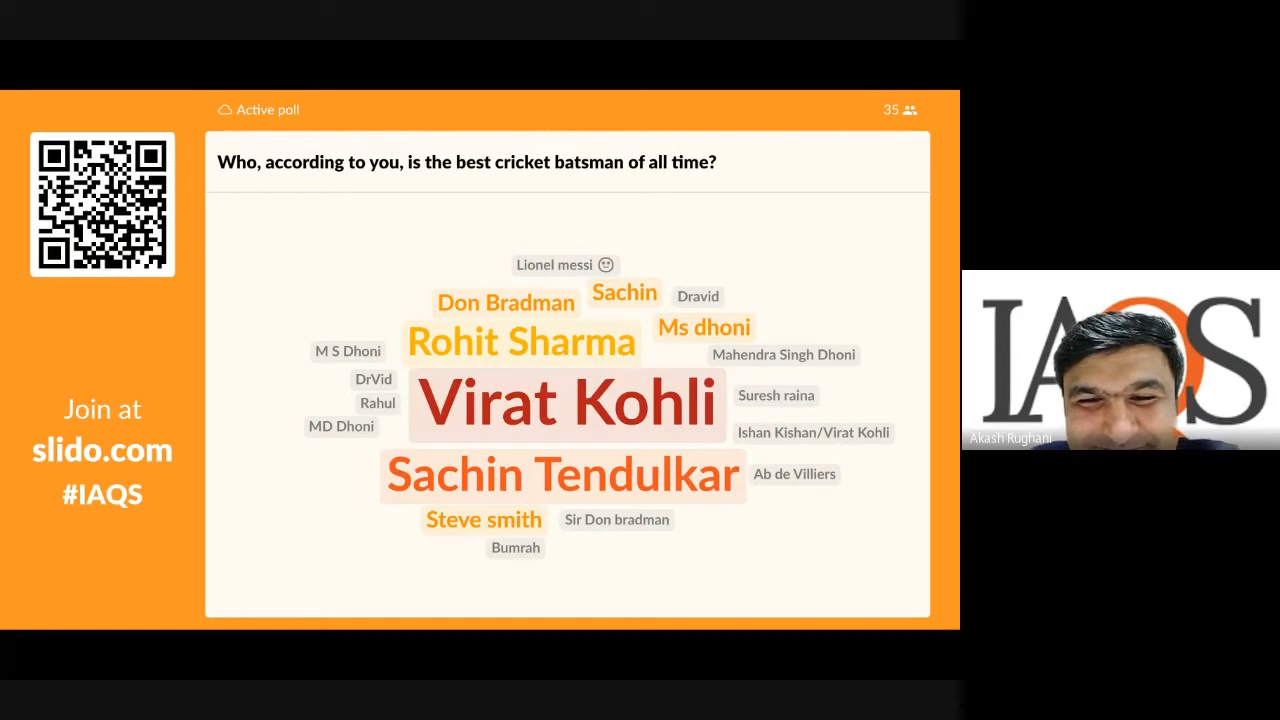 Active poll
35
Who, according to you, is the best cricket batsman of all time?
Lionel messi
Sachin
Dravid
Don Bradman
Ms dhoni
Rohit Sharma
M S Dhoni
Mahendra Singh Dhoni
DrVid
Virat Kohli
Suresh raina
Rahul
MD Dhoni
Ishan Kishan/Virat Kohli
Sachin Tendulkar
Ab de Villiers
Steve smith
Sir Don bradman
Bumrah
Join at
slido.com
#IAQS
IAQS
Akash Rughani